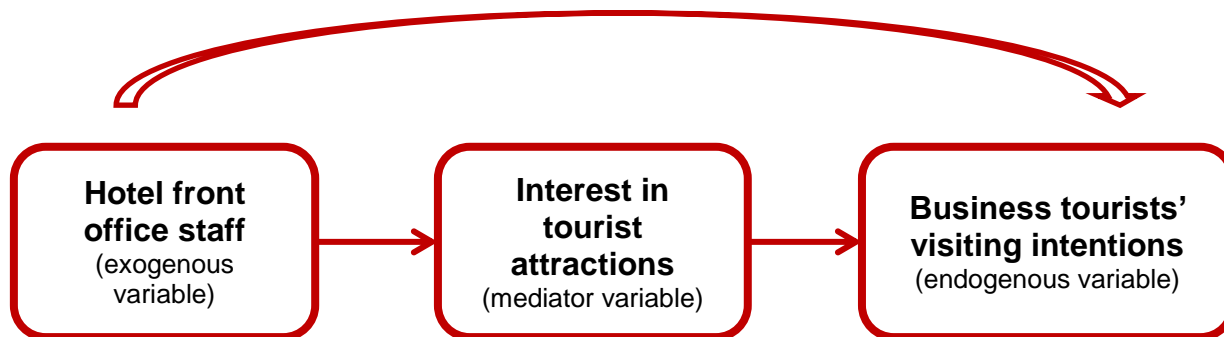 Hotel front
office staff
(exogenous
variable)
Interest in
tourist
attractions
(mediator variable)
Business tourists’
visiting intentions
(endogenous variable)